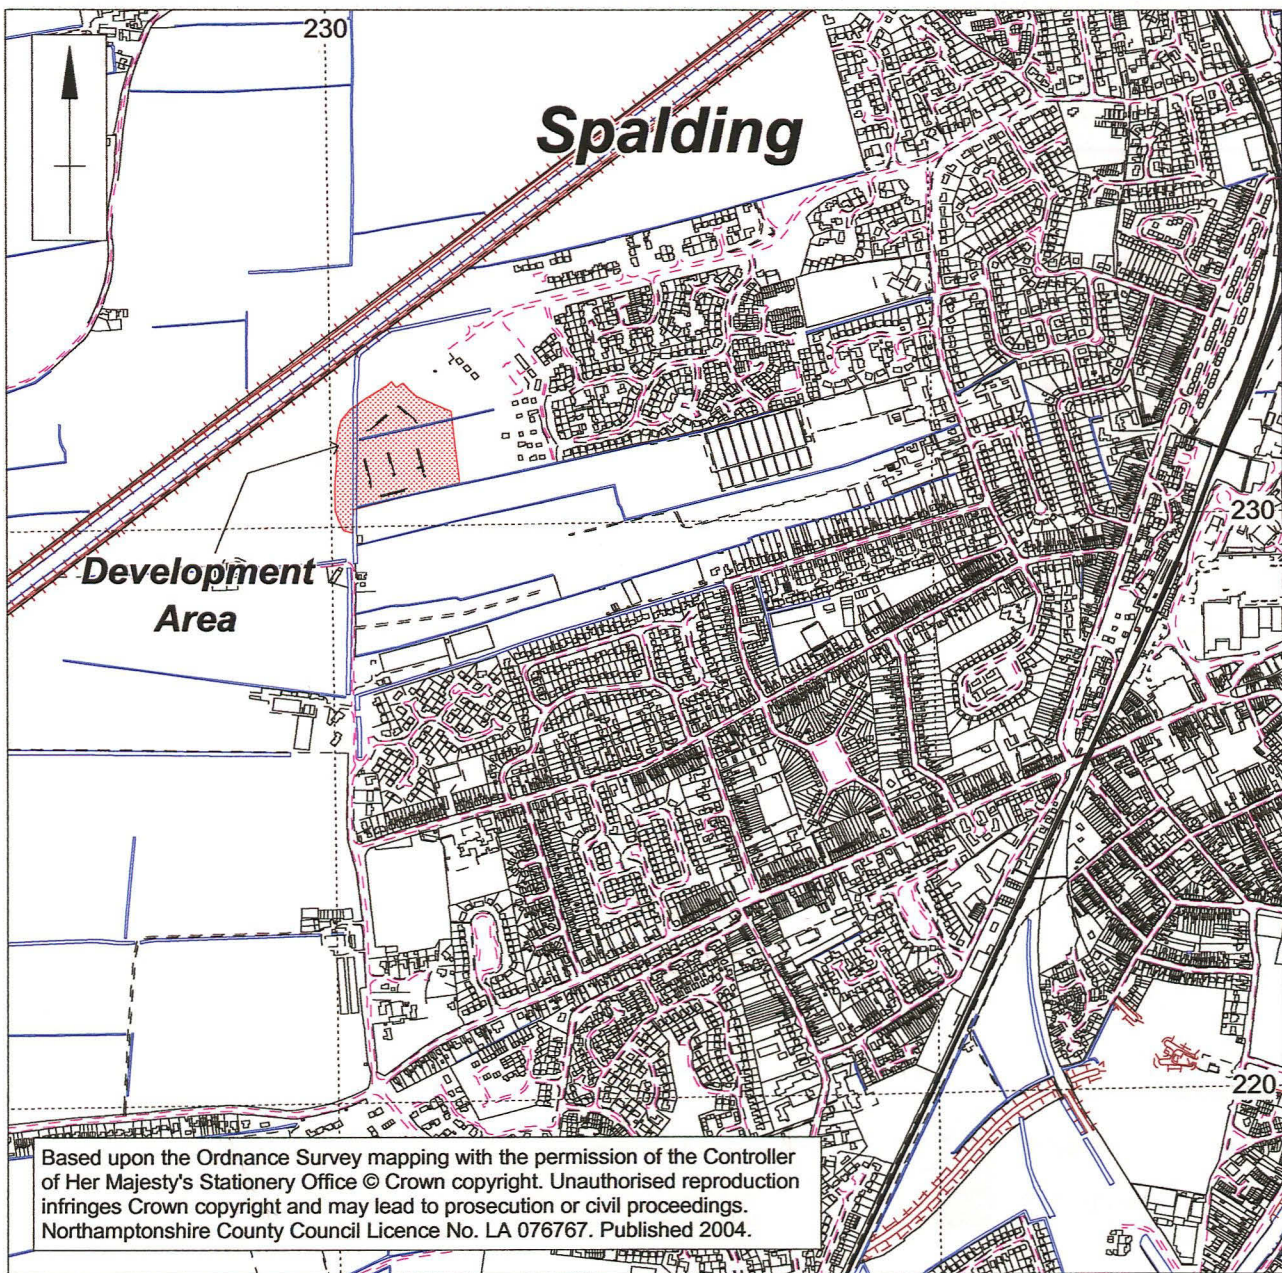 230
Spalding
230
Development
Area
220
Based upon the Ordnance Survey mapping with the permission of the Controller
of Her Majesty's Stationery Office © Crown copyright. Unauthorised reproduction
infringes Crown copyright and may lead to prosecution or civil proceedings.
Northamptonshire County Council Licence No. LA 076767. Published 2004.